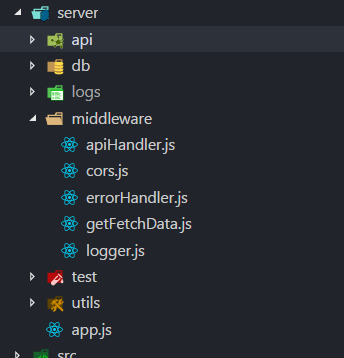 server
api
db
logs
middleware
apiHandler.js
cors.js
errorHandler.js
getFetchData.js
logger.js
test
utils
app.js
src